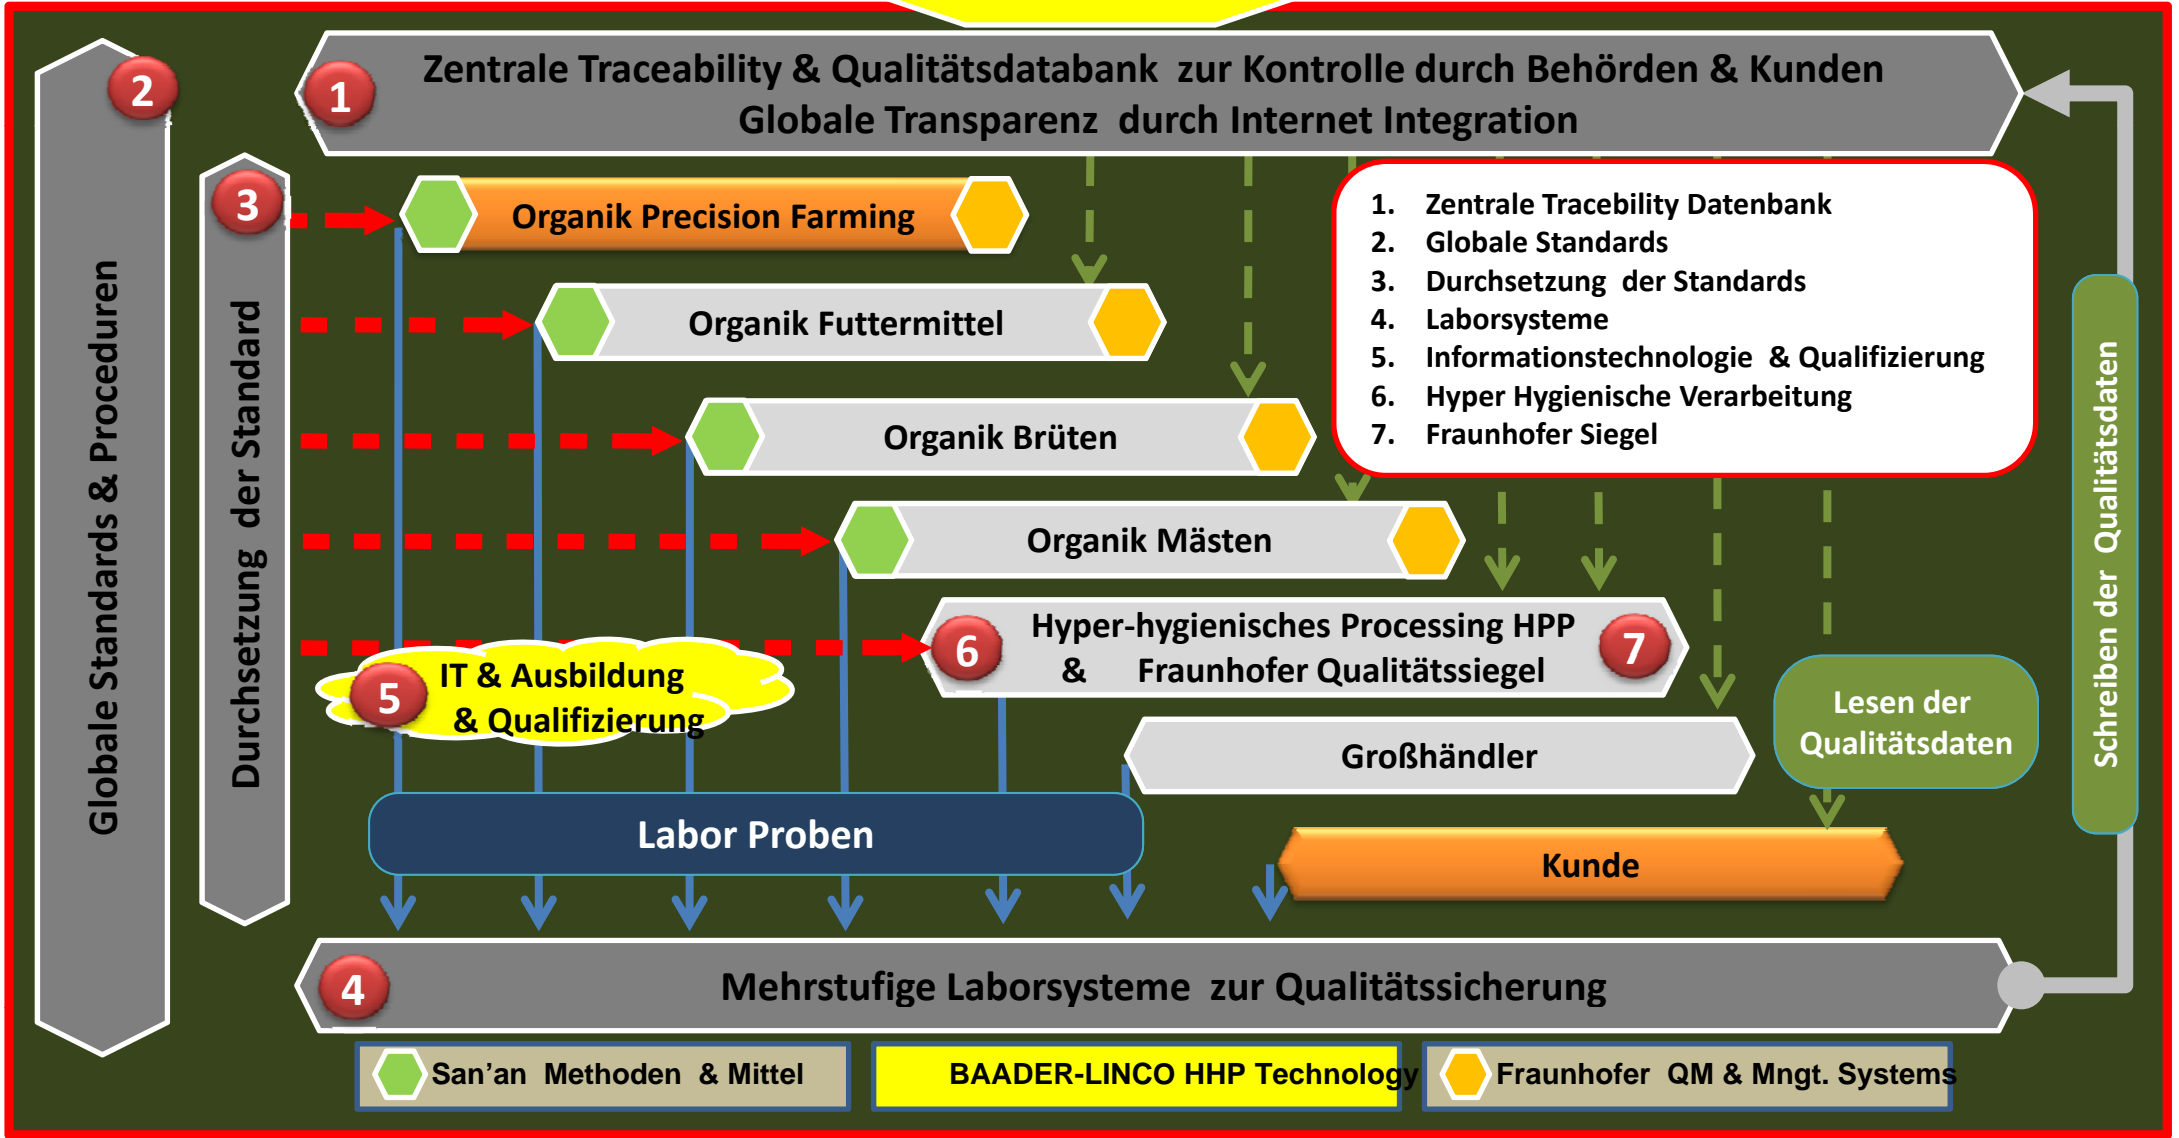 Zentrale Traceability & Qualitätsdatabank zur Kontrolle durch Behörden & Kunden
Globale Transparenz durch Internet Integration
1
2
Globale Standards & Proceduren
3
Durchsetzung der Standard
Organik Precision Farming
Organik Futtermittel
Organik Brüten
Organik Mästen
1. Zentrale Tracebility Datenbank
2. Globale Standards
3. Durchsetzung der Standards
4. Laborsysteme
5. Informationstechnologie & Qualifizierung
6. Hyper Hygienische Verarbeitung
7. Fraunhofer Siegel
Schreiben der Qualitätsdaten
6
Hyper-hygienisches Processing HPP
& Fraunhofer Qualitätssiegel
7
5
IT & Ausbildung
& Qualifizierung
Lesen der
Qualitätsdaten
Großhändler
Labor Proben
Kunde
4
Mehrstufige Laborsysteme zur Qualitätssicherung
San’an Methoden & Mittel
BAADER-LINCO HHP Technology
Fraunhofer QM & Mngt. Systems